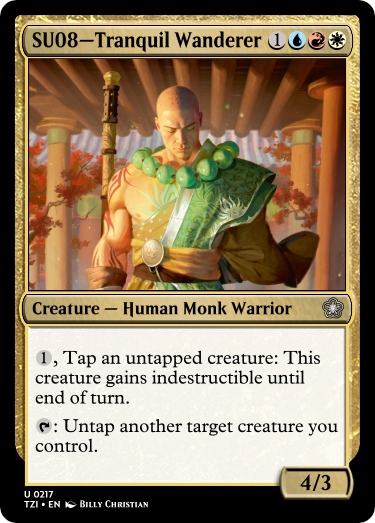 SU08—Tranquil Wanderer 1
Creature — Human Monk Warrior
1, Tap an untapped creature: This
creature gains indestructible until
end of turn.
: Untap another target creature you
control.
4/3
U 0217
TZI • EN Billy Christian